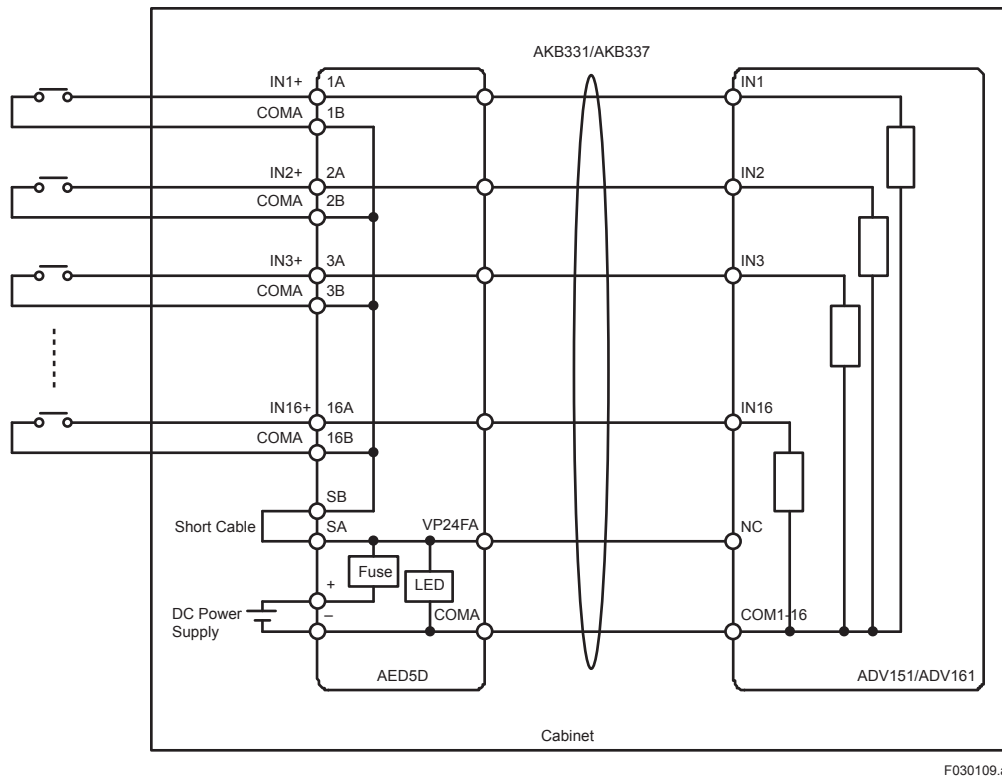 AKB331/AKB337
IN1+ 1A IN1
COMA 1B
IN2+ 2A IN2
COMA 2B
IN3+ 3A IN3
COMA 3B
IN16+ 16A IN16
COMA 16B
SB
Short Cable SA VP24FA NC
Fuse
LED
+
DC Power Supply
– COMA COM1-16
AED5D ADV151/ADV161
Cabinet